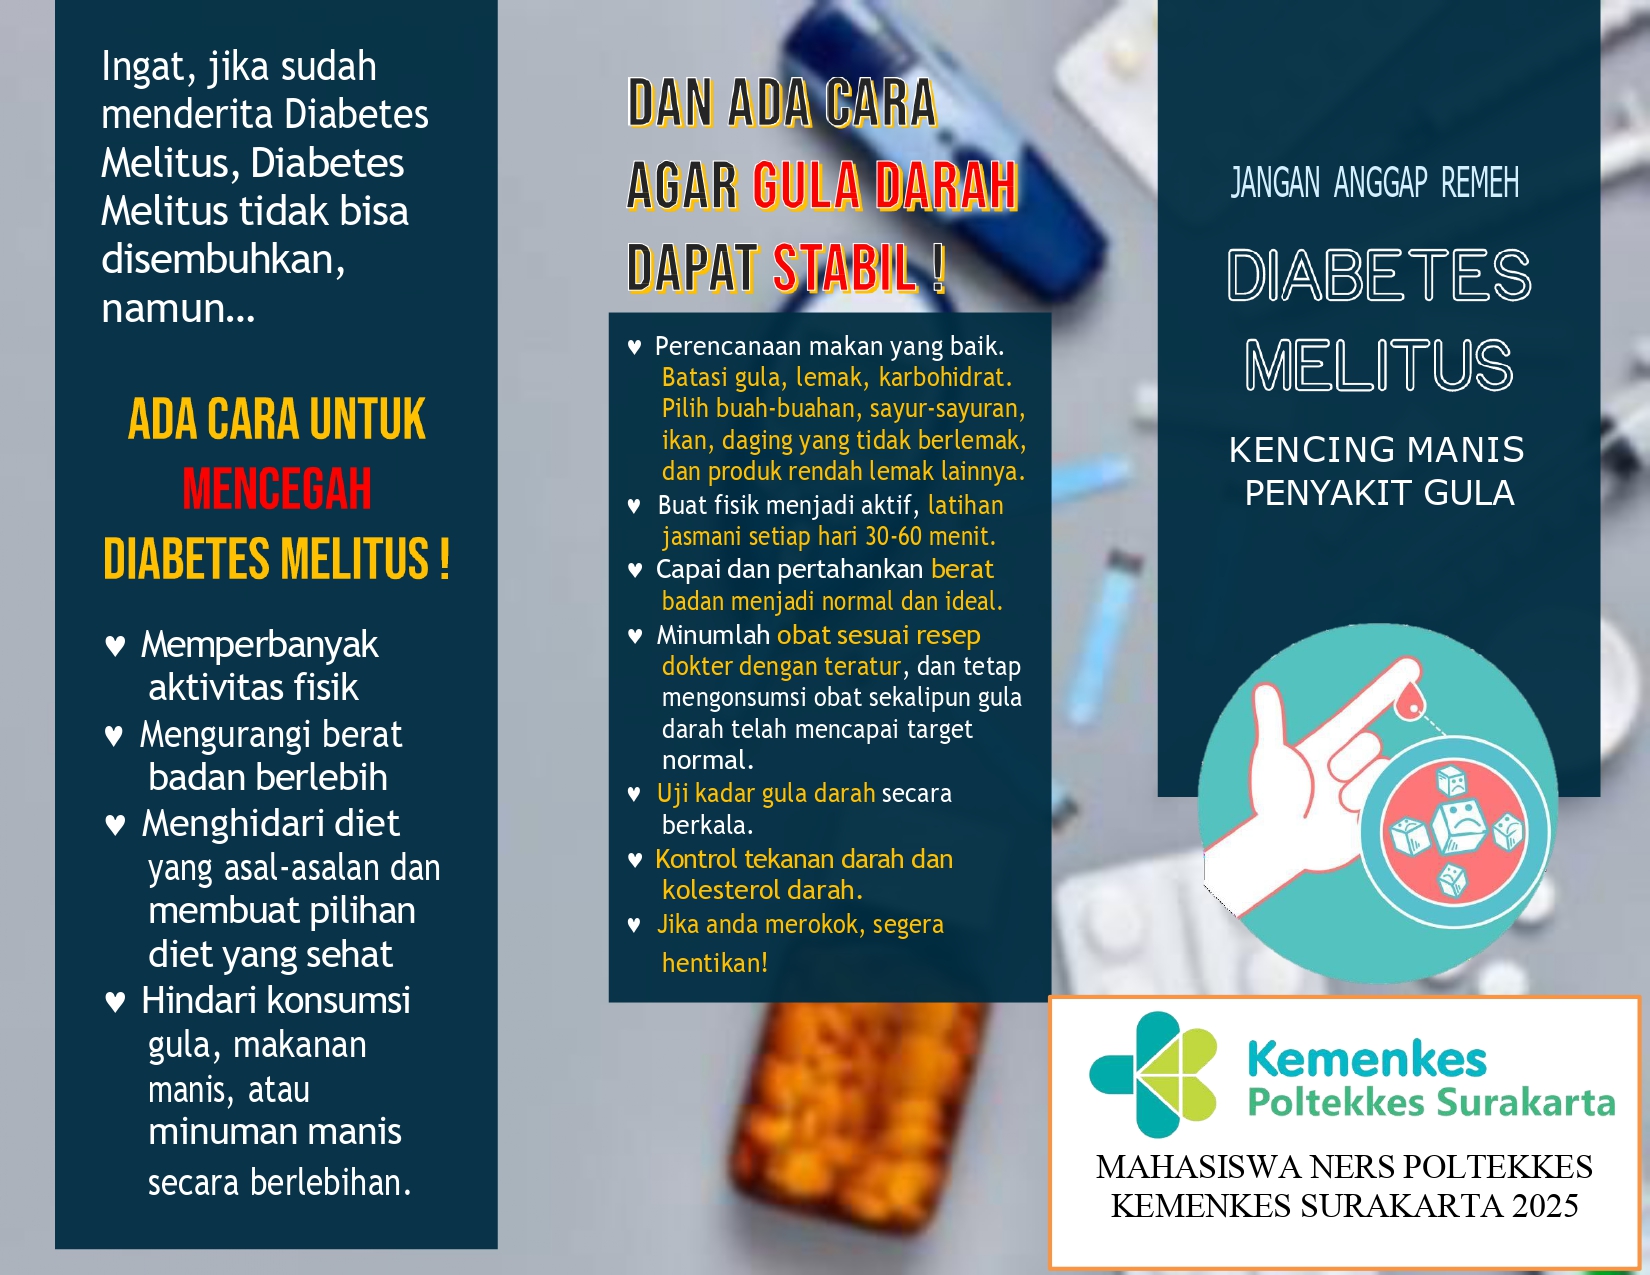 Ingat, jika sudah
menderita Diabetes
Melitus, Diabetes
Melitus tidak bisa
disembuhkan,
namun...
ADA CARA UNTUK
MENCEGAH
DIABETES MELITUS !
♥ Memperbanyak
aktivitas fisik
♥ Mengurangi berat
badan berlebih
♥ Menghidari diet
yang asal-asalan dan
membuat pilihan
diet yang sehat
♥ Hindari konsumsi
gula, makanan
manis, atau
minuman manis
secara berlebihan.
DAN ADA CARA
AGAR GULA DARAH
DAPAT STABIL !
♥ Perencanaan makan yang baik.
Batasi gula, lemak, karbohidrat.
Pilih buah-buahan, sayur-sayuran,
ikan, daging yang tidak berlemak,
dan produk rendah lemak lainnya.
♥ Buat fisik menjadi aktif, latihan
jasmani setiap hari 30-60 menit.
♥ Capai dan pertahankan berat
badan menjadi normal dan ideal.
♥ Minumlah obat sesuai resep
dokter dengan teratur, dan tetap
mengonsumsi obat sekalipun gula
darah telah mencapai target
normal.
♥ Uji kadar gula darah secara
berkala.
♥ Kontrol tekanan darah dan
kolesterol darah.
♥ Jika anda merokok, segera
hentikan!
JANGAN ANGGAP REMEH
DIABETES
MELITUS
KENCING MANIS
PENYAKIT GULA
Kemenkes
Poltekkes Surakarta
MAHASISWA NERS POLTEKKES
KEMENKES SURAKARTA 2025